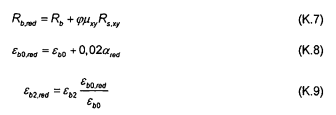 R_{b,red} = R_b + φμ_{xy}R_{s,xy} (K.7)
ε_{b0,red} = ε_{b0} + 0,02α_{red} (K.8)
ε_{b2,red} = ε_{b2} \frac{ε_{b0,red}}{ε_{b0}} (K.9)